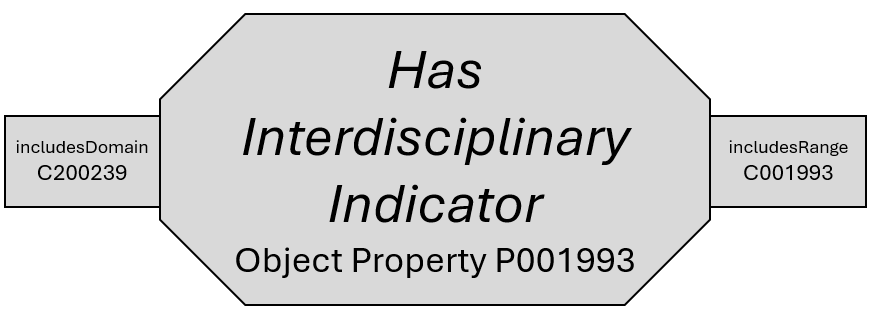 includesDomain
C200239
Has
Interdisciplinary
Indicator
Object Property P001993
includesRange
C001993